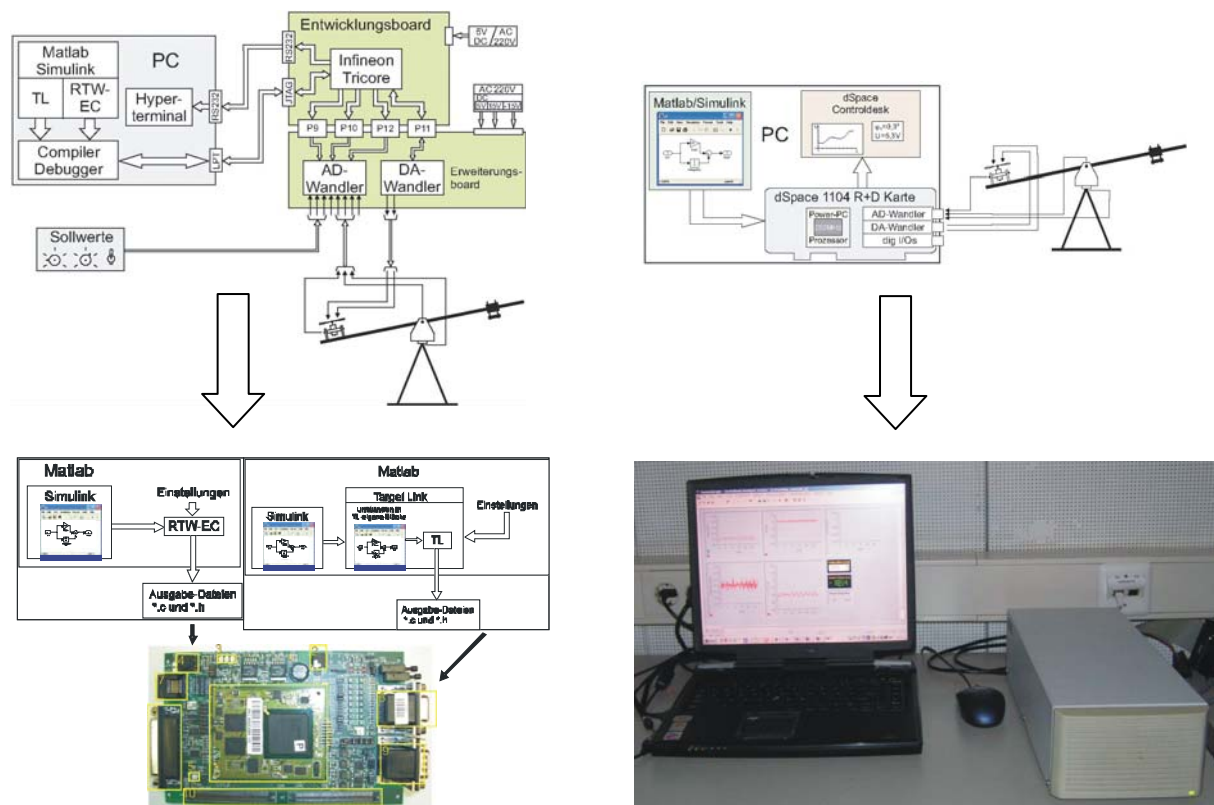 Entwicklungsboard
PC
Matlab
Simulink
TL
RTW-
EC
Hyper-
terminal
Compiler
Debugger
RS232
LPT
RS232
JTAG
Infineon
Tricore
5V
DC
AC
220V
AC 220V
DC
P9
P10
P12
P11
AD-
Wandler
DA-
Wandler
Erweiterungs-
board
Sollwerte
Matlab/Simulink
PC
dSpace
Controldesk
dSpace 1104 R+D Karte
Power-PC
Prozessor
AD-Wandler
DA-Wandler
dig I/Os
Matlab
Simulink
Einstellungen
RTW-EC
Ausgabe-Dateien
*.c und *.h
Matlab
Simulink
Target Link
TL
Einstellungen
Ausgabe-Dateien
*.c und *.h